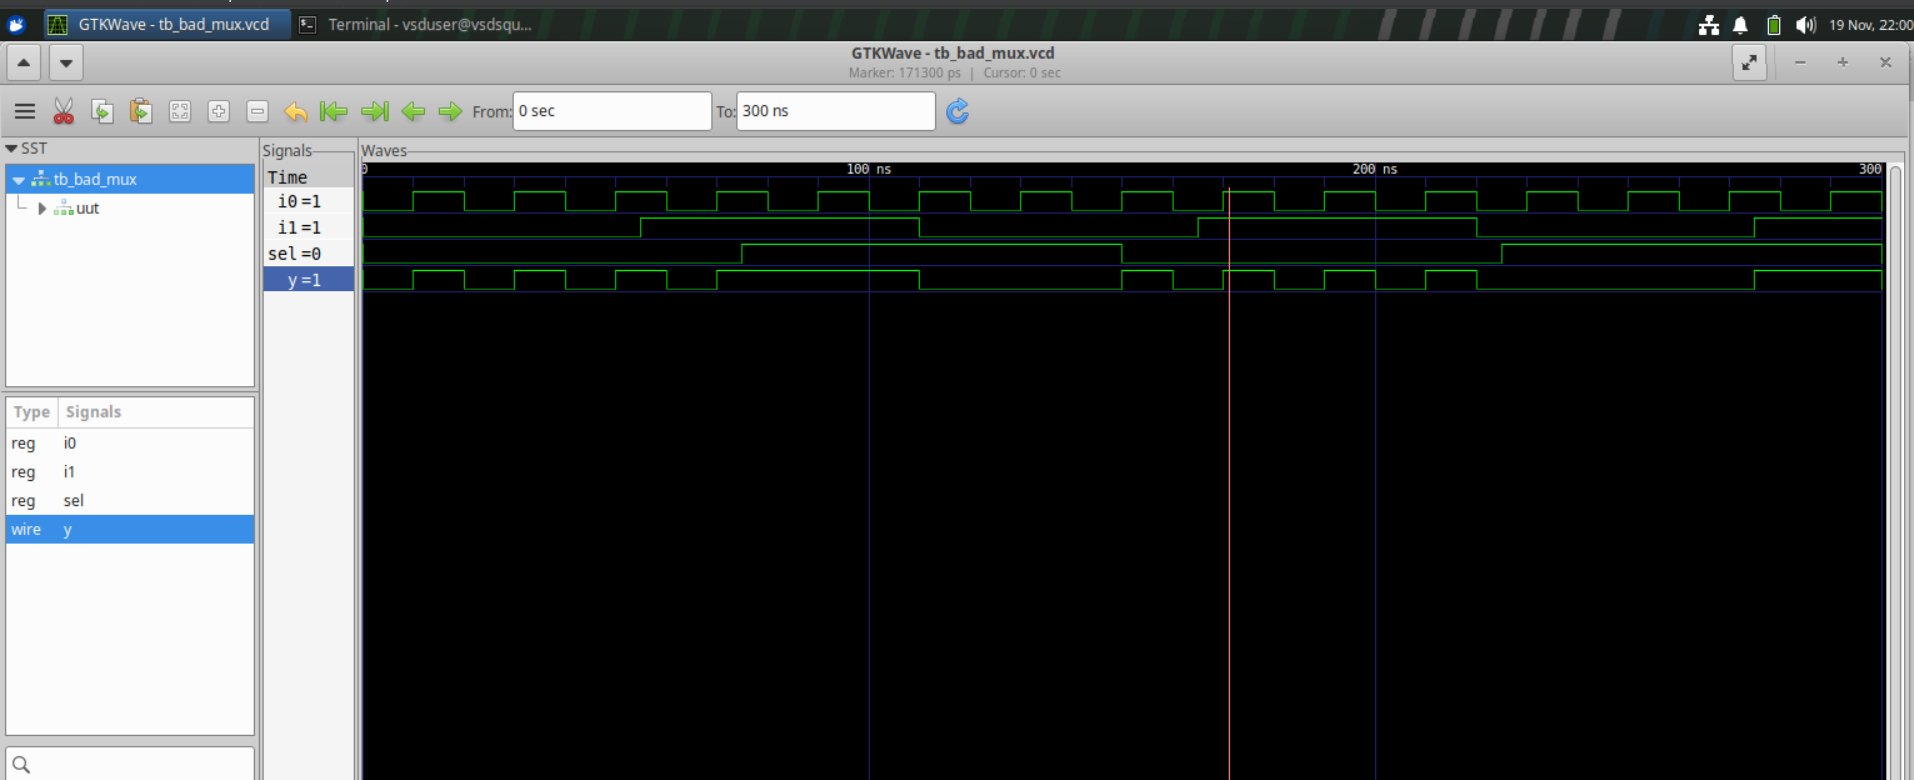 GTKWave - tb_bad_mux.vcd
Terminal - vsduser@vsdsqu...
19 Nov, 22:00
GTKWave - tb_bad_mux.vcd
Marker: 171300 ps | Cursor: 0 sec
From: 0 sec To: 300 ns
SST
Signals
Waves
tb_bad_mux
uut
Time
0 100 ns 200 ns 300
i0 =1
i1 =1
sel =0
y =1
Type Signals
reg i0
reg i1
reg sel
wire y